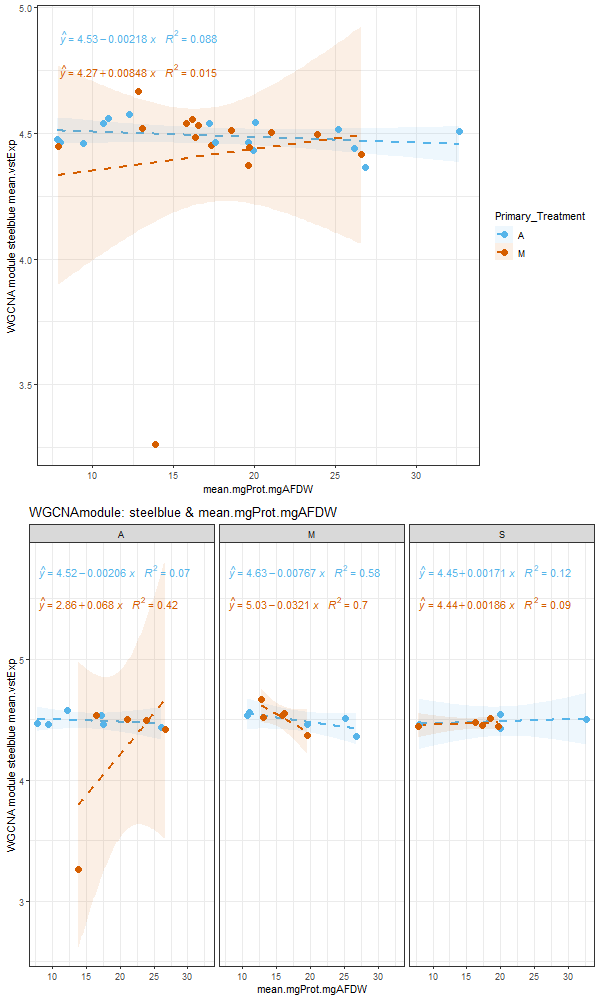 5.0
ŷ = 4.53 − 0.00218 x   R² = 0.088
ŷ = 4.27 + 0.00848 x   R² = 0.015
4.5
4.0
3.5
WGCNA module steelblue mean.vstExp
10 15 20 25 30
mean.mgProt.mgAFDW
Primary_Treatment
A
M
WGCNAmodule: steelblue & mean.mgProt.mgAFDW
A M S
ŷ = 4.52 − 0.00206 x   R² = 0.07
ŷ = 2.86 + 0.068 x   R² = 0.42
ŷ = 4.63 − 0.00767 x   R² = 0.58
ŷ = 5.03 − 0.0321 x   R² = 0.7
ŷ = 4.45 + 0.00171 x   R² = 0.12
ŷ = 4.44 + 0.00186 x   R² = 0.09
5
4
3
WGCNA module steelblue mean.vstExp
10 15 20 25 30 10 15 20 25 30 10 15 20 25 30
mean.mgProt.mgAFDW